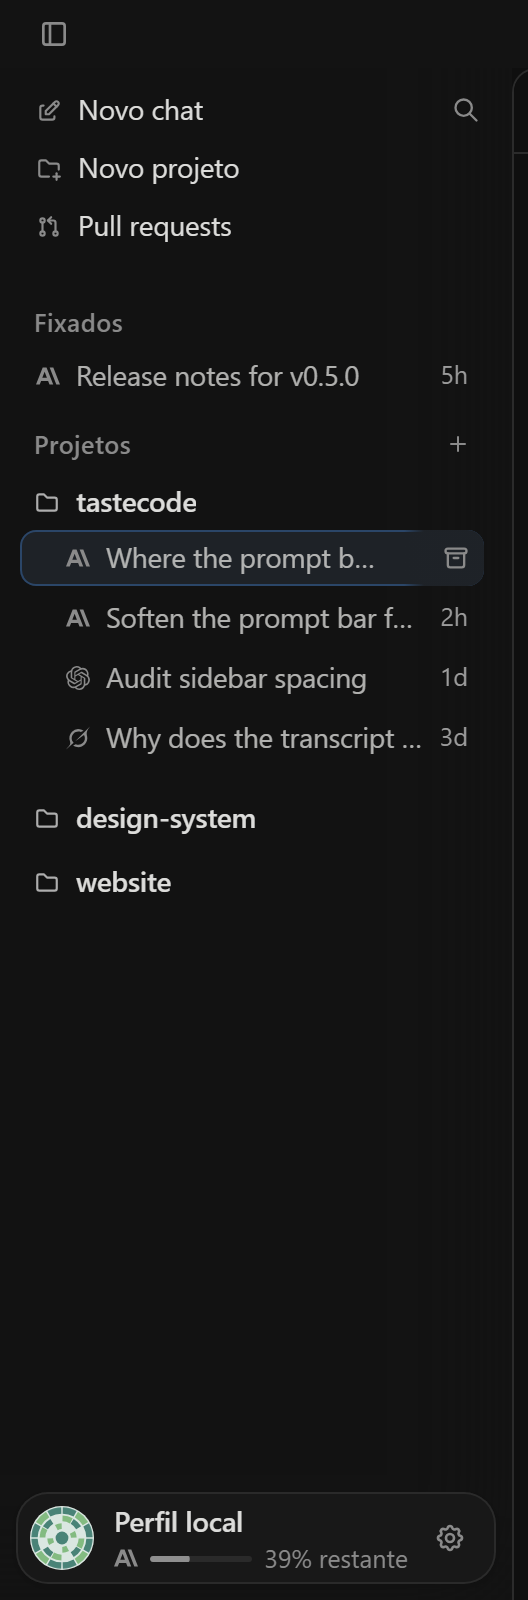 Novo chat
Novo projeto
Pull requests
Fixados
Release notes for v0.5.0 5h
Projetos
tastecode
Where the prompt b...
Soften the prompt bar f... 2h
Audit sidebar spacing 1d
Why does the transcript ... 3d
design-system
website
Perfil local
39% restante